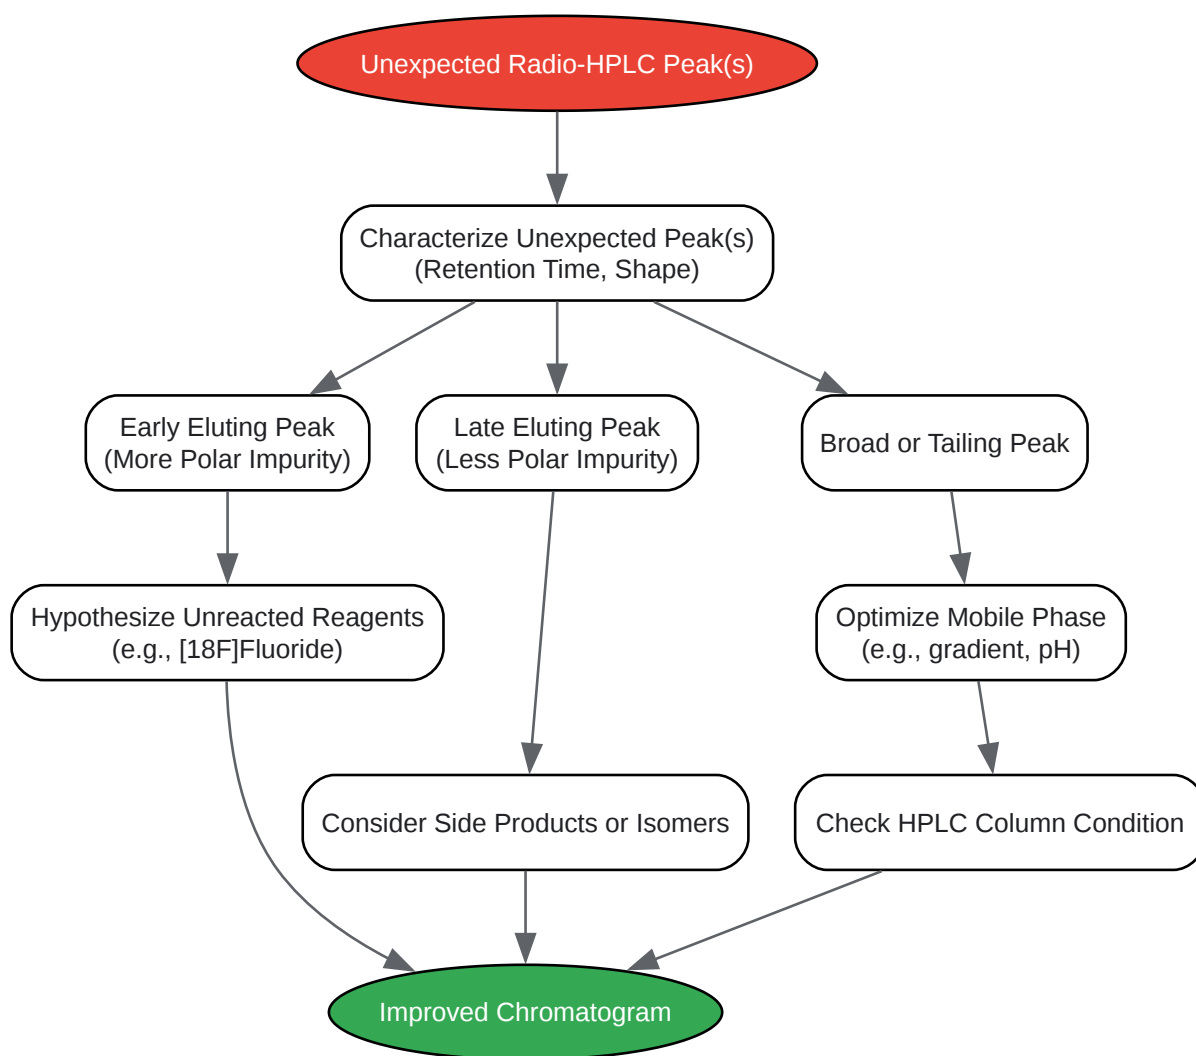 Unexpected Radio-HPLC Peak(s)
Characterize Unexpected Peak(s)
(Retention Time, Shape)
Early Eluting Peak
(More Polar Impurity)
Late Eluting Peak
(Less Polar Impurity)
Broad or Tailing Peak
Hypothesize Unreacted Reagents
(e.g., [18F]Fluoride)
Optimize Mobile Phase
(e.g., gradient, pH)
Consider Side Products or Isomers
Check HPLC Column Condition
Improved Chromatogram